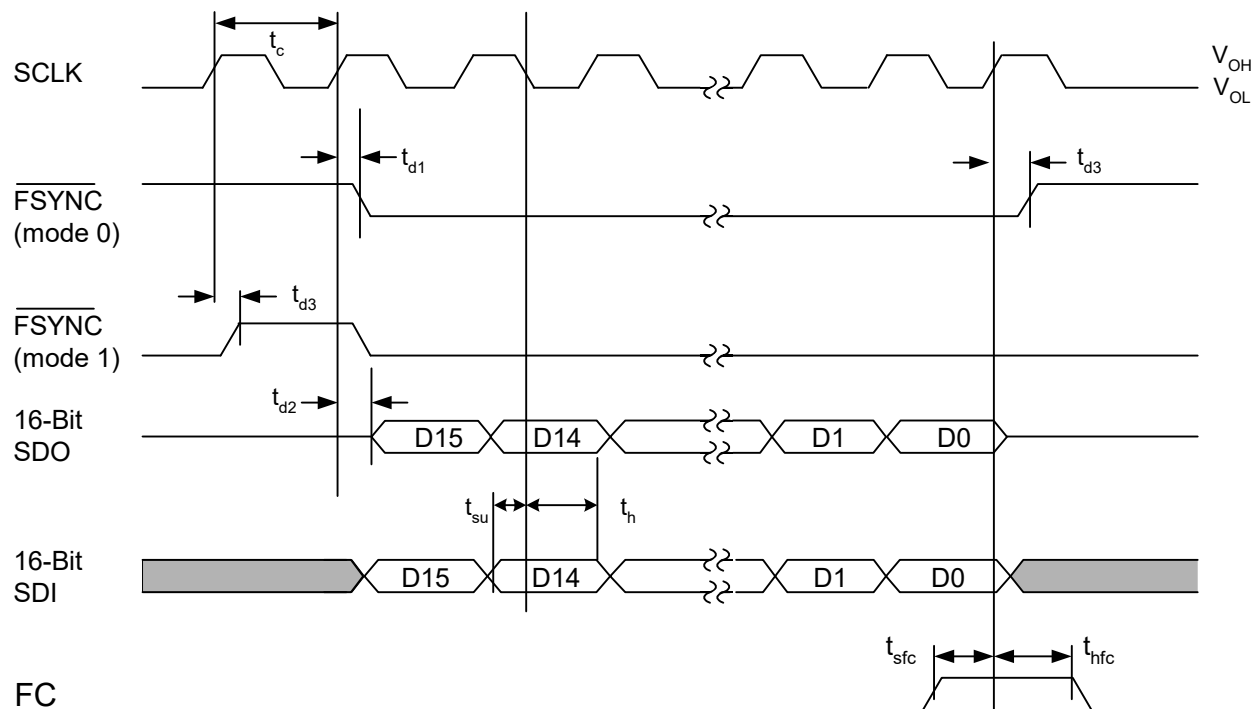 t_c
SCLK
V_OH
V_OL
t_d1
t_d3
FSYNC
(mode 0)
t_d3
FSYNC
(mode 1)
t_d2
16-Bit
SDO
D15 D14 D1 D0
t_su t_h
16-Bit
SDI
D15 D14 D1 D0
t_sfc t_hfc
FC